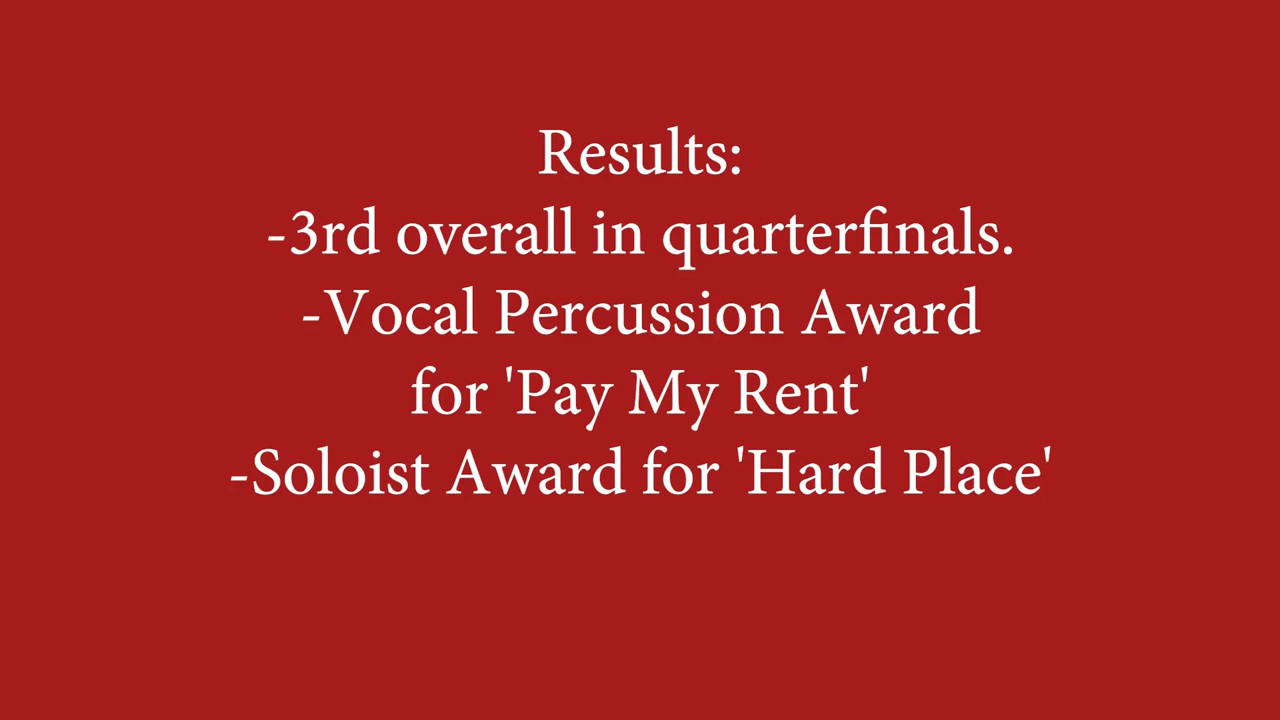 Results:
-3rd overall in quarterfinals.
-Vocal Percussion Award
for 'Pay My Rent'
-Soloist Award for 'Hard Place'